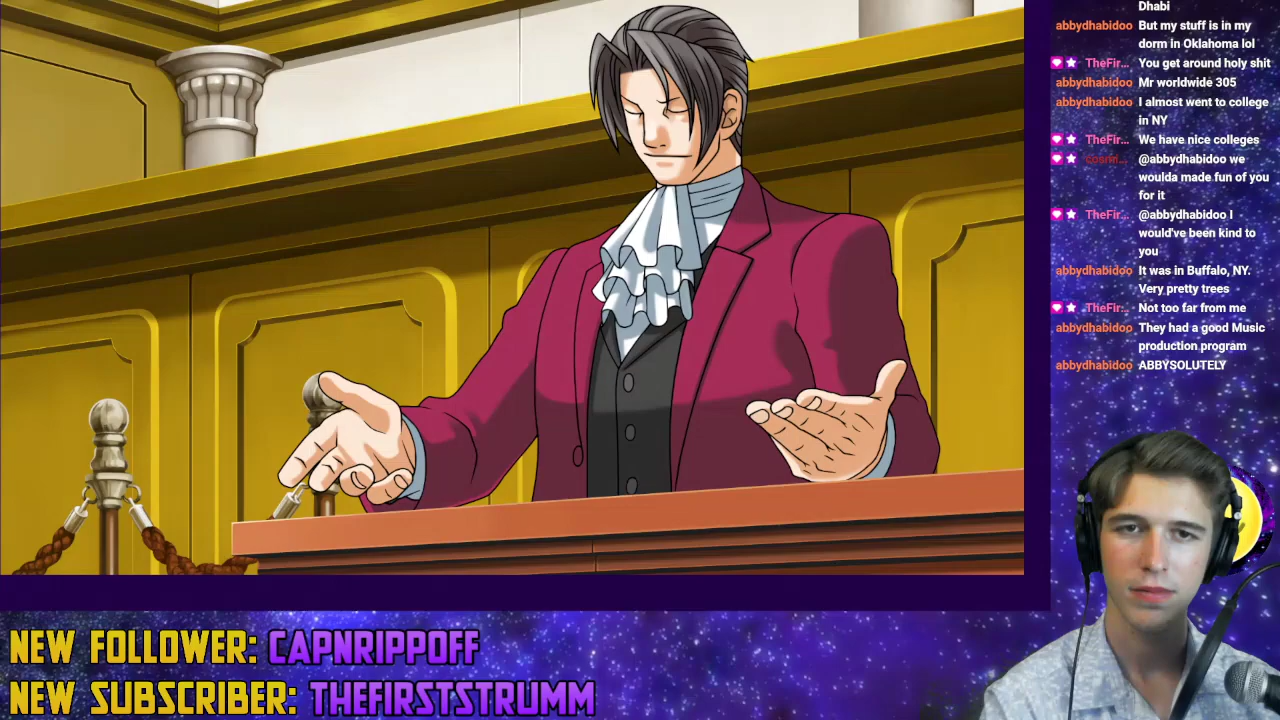 Dhabi
abbydhabidoo But my stuff is in my
dorm in Oklahoma lol
TheFir... You get around holy shit
abbydhabidoo Mr worldwide 305
abbydhabidoo I almost went to college
in NY
TheFir... We have nice colleges
@abbydhabidoo we
woulda made fun of you
for it
TheFir... @abbydhabidoo I
would've been kind to
you
abbydhabidoo It was in Buffalo, NY.
Very pretty trees
TheFir... Not too far from me
abbydhabidoo They had a good Music
production program
abbydhabidoo ABBYSOLUTELY
NEW FOLLOWER: CAPNRIPPOFF
NEW SUBSCRIBER: THEFIRSTSTRUMM